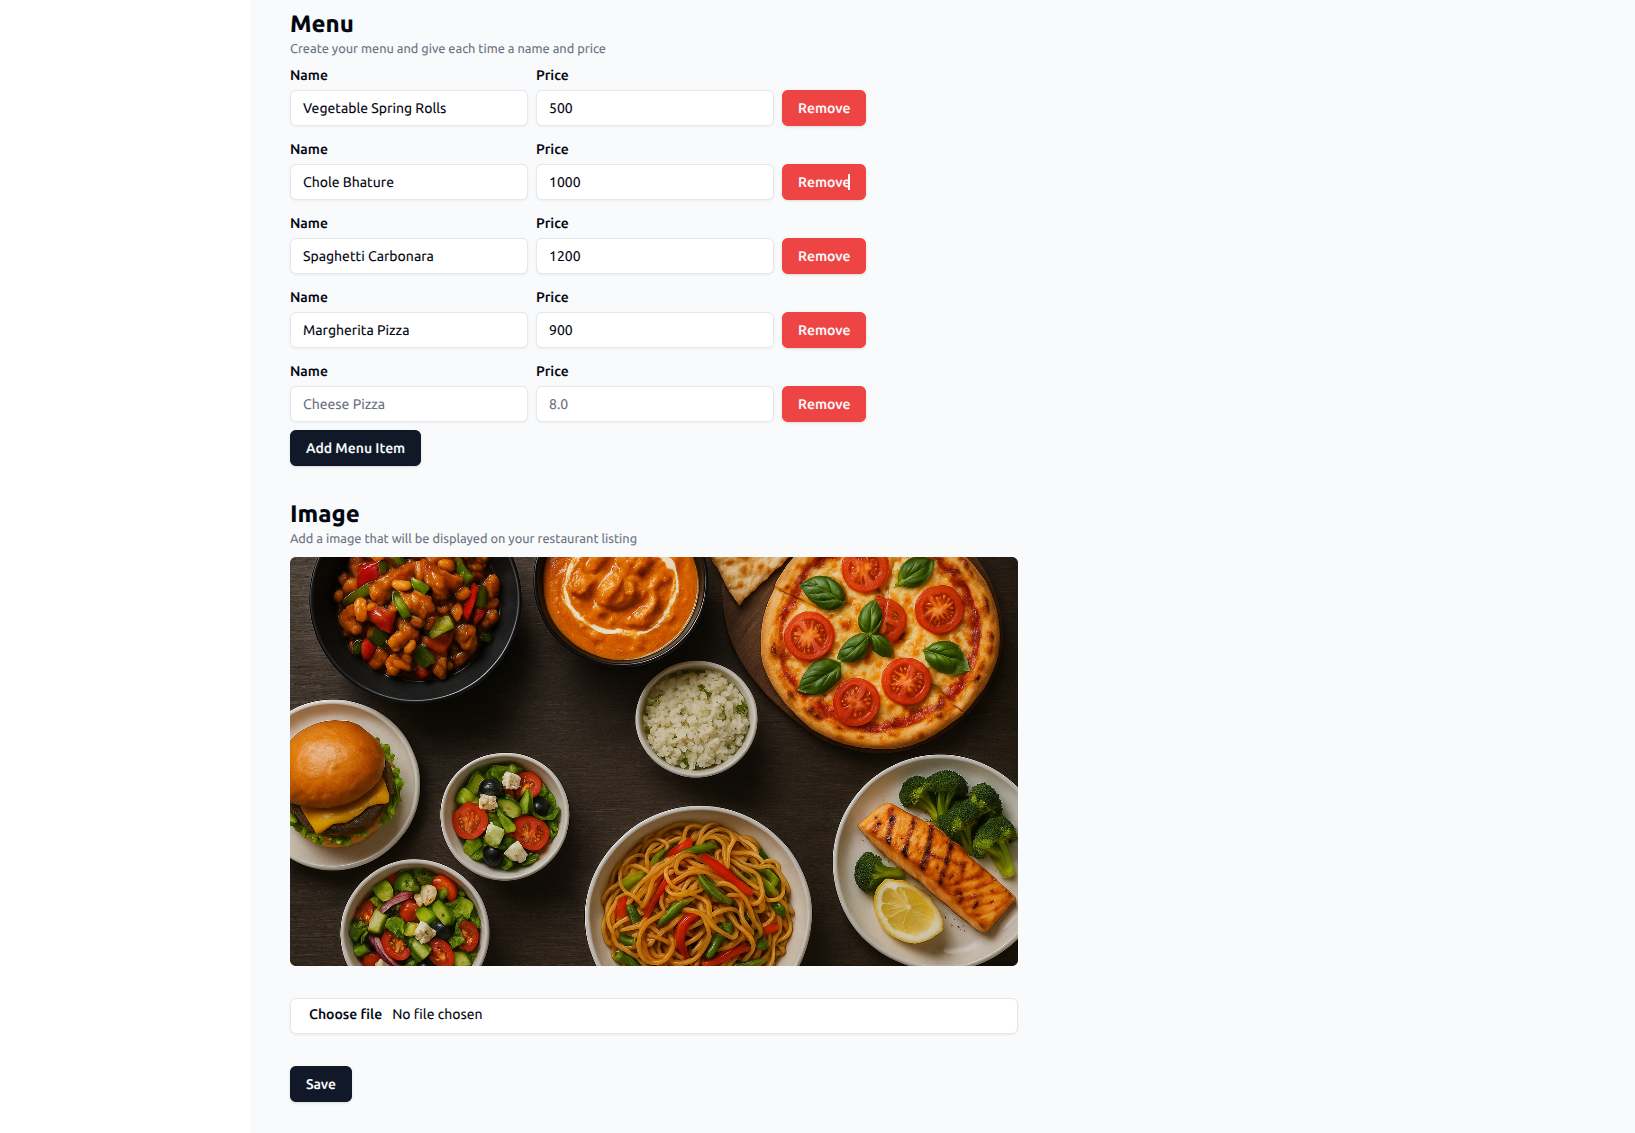 Menu
Create your menu and give each time a name and price
Name Price
Vegetable Spring Rolls 500 Remove
Name Price
Chole Bhature 1000 Remove
Name Price
Spaghetti Carbonara 1200 Remove
Name Price
Margherita Pizza 900 Remove
Name Price
Cheese Pizza 8.0 Remove
Add Menu Item
Image
Add a image that will be displayed on your restaurant listing
Choose file No file chosen
Save